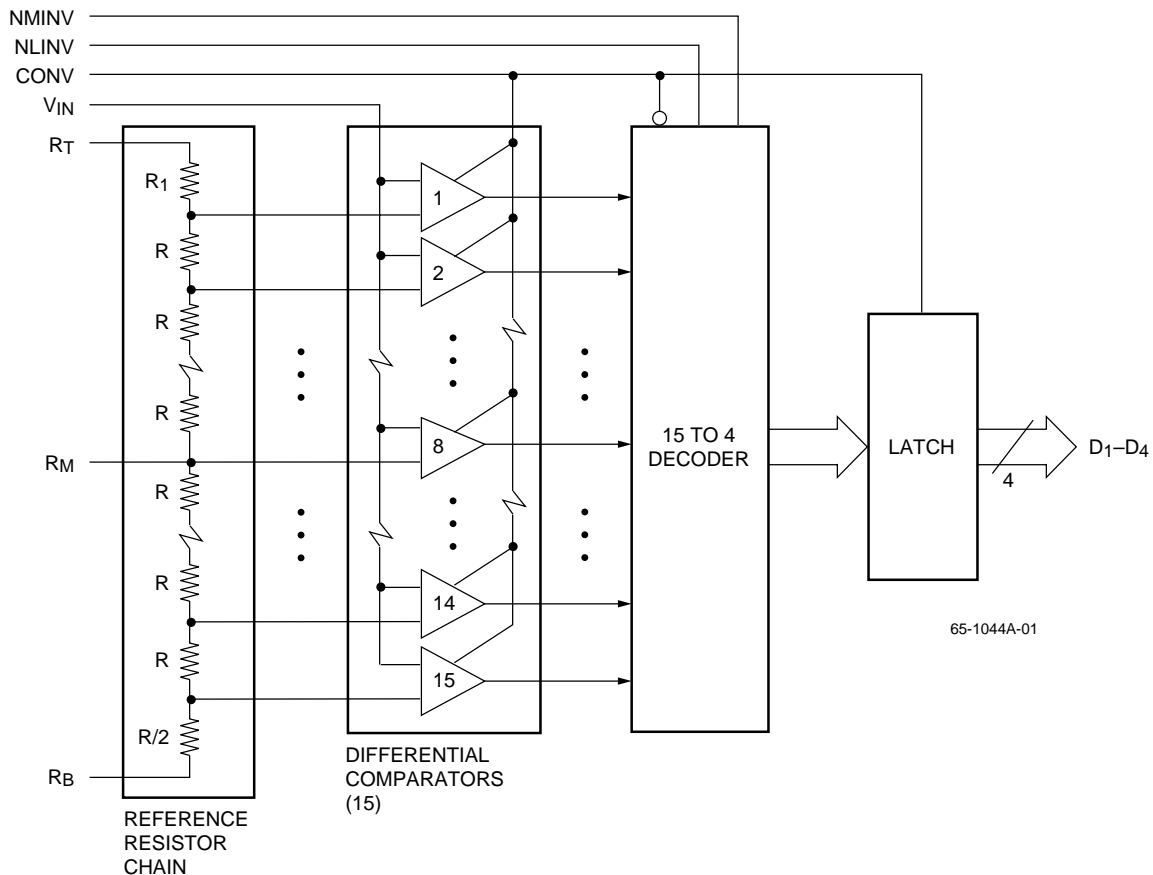 NMINV
NLINV
CONV
VIN
RT
R1
R
R
R
RM
R
R
R
R/2
RB
REFERENCE
RESISTOR
CHAIN
1
2
8
14
15
DIFFERENTIAL
COMPARATORS
(15)
15 TO 4
DECODER
LATCH
4
D1–D4
65-1044A-01